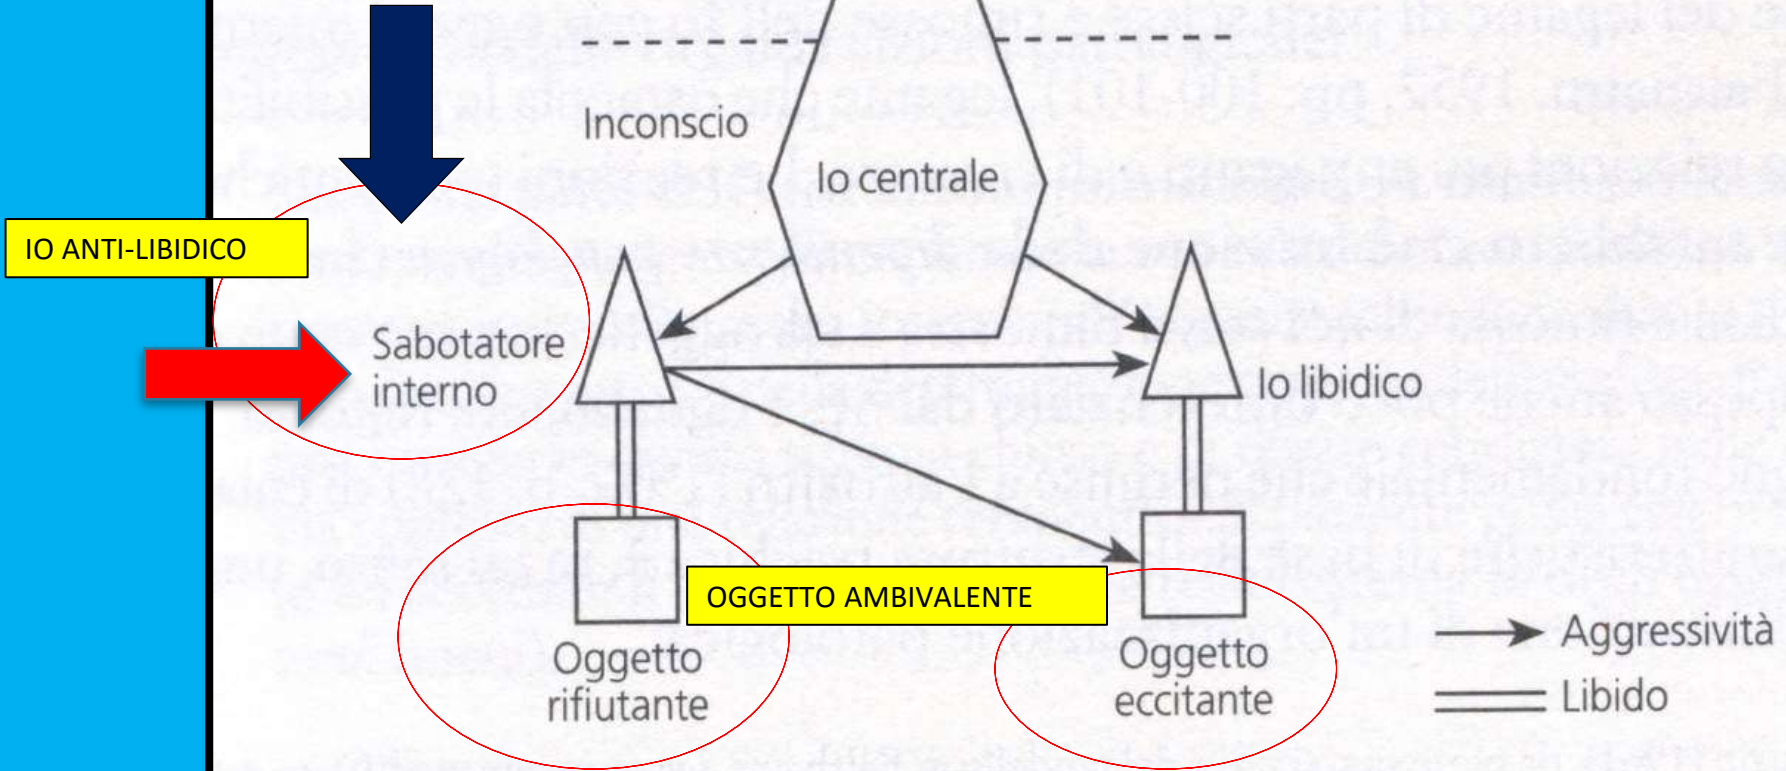 Inconscio
Io centrale
IO ANTI-LIBIDICO
Sabotatore
interno
Io libidico
OGGETTO AMBIVALENTE
Oggetto
rifiutante
Oggetto
eccitante
Aggressività
Libido